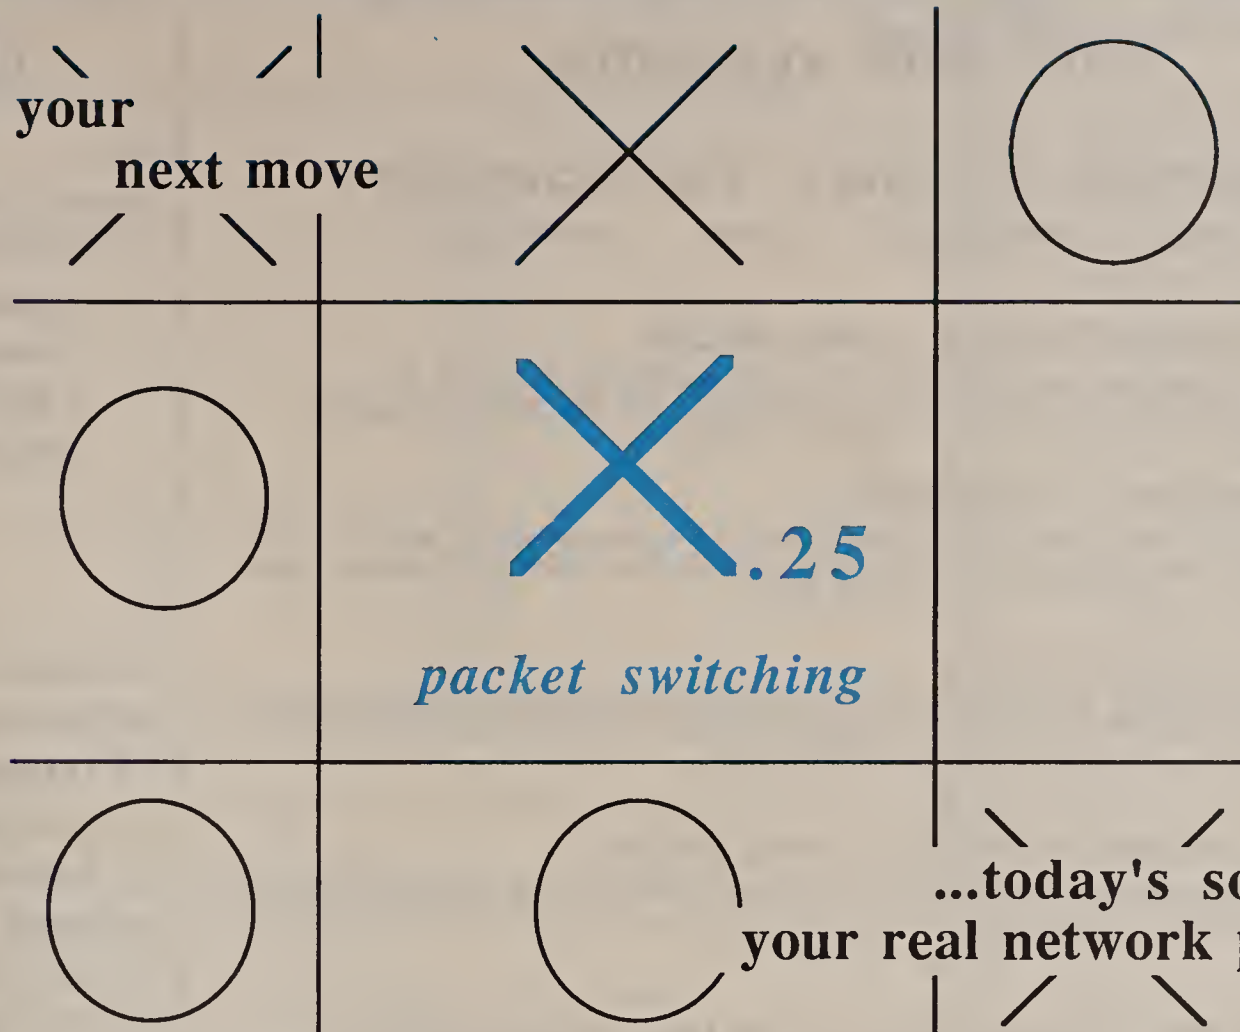 your
next move
X.25
packet switching
...today's
your real network